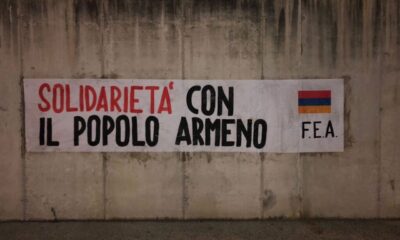 SOLIDARIETA' CON
IL POPOLO ARMENO
F.E.A.